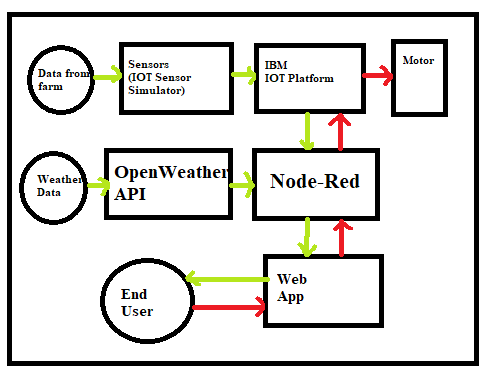 Data from
farm
Sensors
(IOT Sensor
Simulator)
IBM
IOT Platform
Motor
Weather
Data
OpenWeather
API
Node-Red
End
User
Web
App